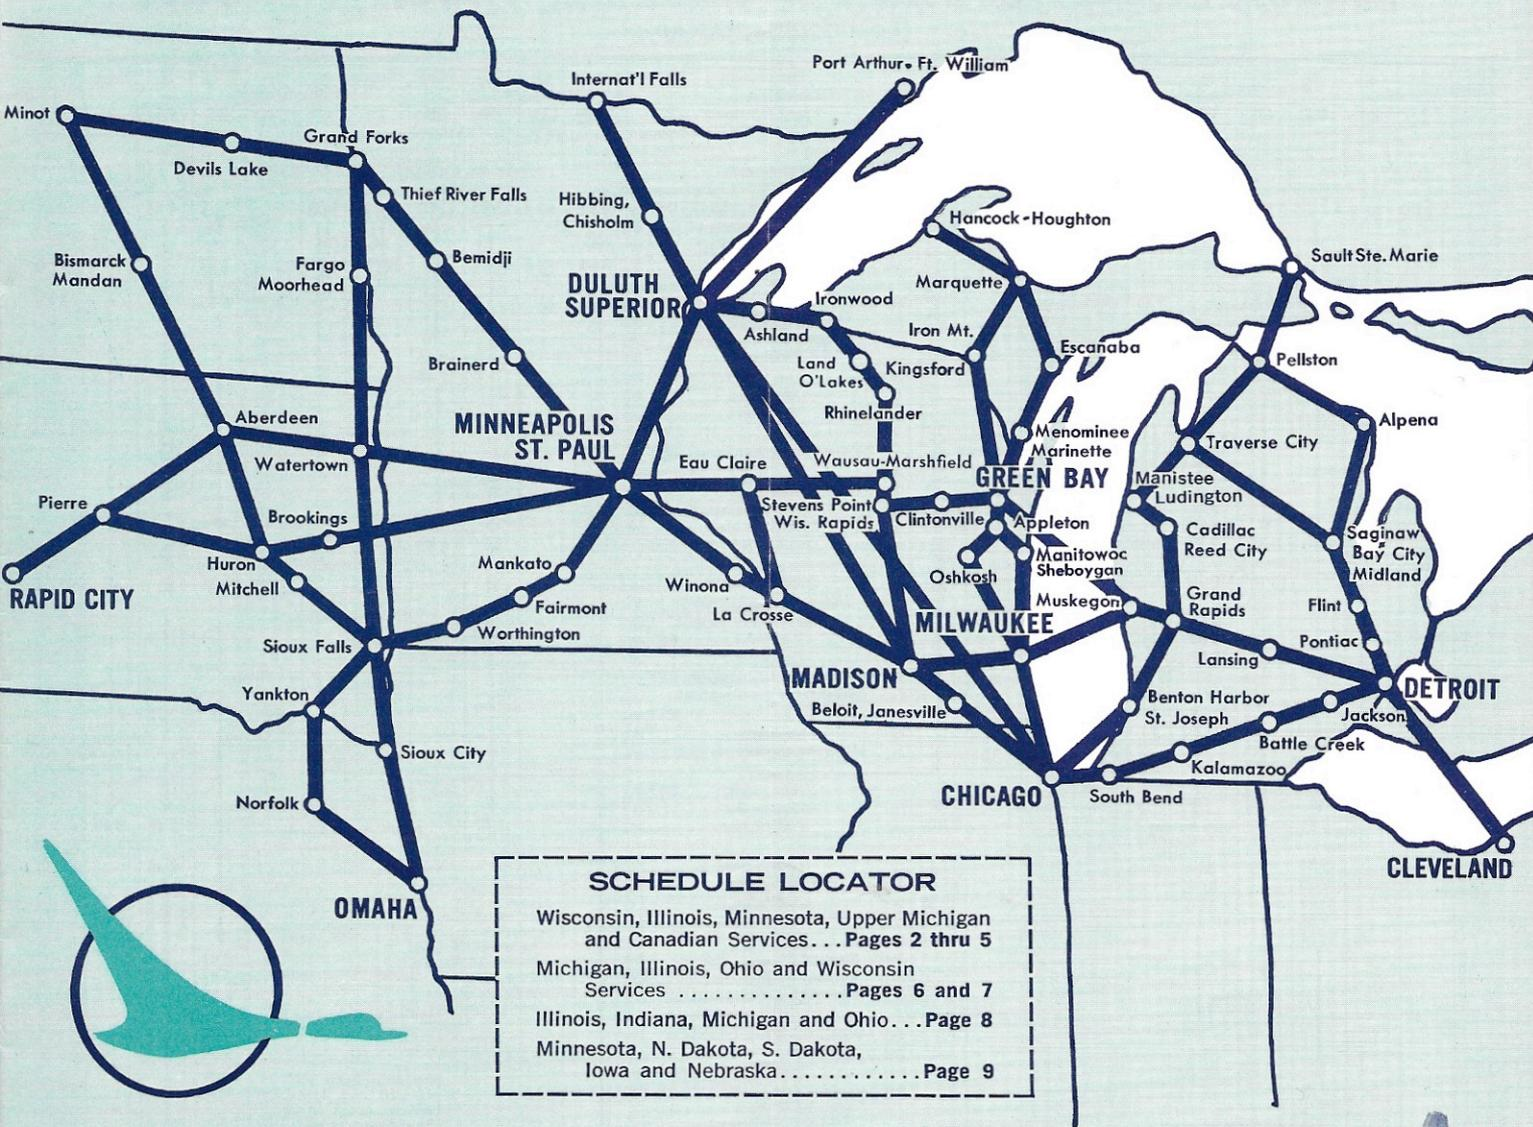 Port Arthur. Ft. William
Internat'l Falls
Minot
Grand Forks
Devils Lake
Thief River Falls
Hibbing,
Chisholm
Hancock-Houghton
Bismarck
Mandan
Fargo
Moorhead
Bemidji
Sault Ste. Marie
DULUTH
SUPERIOR
Marquette
Ironwood
Ashland
Iron Mt.
Kingsford
Escanaba
Brainerd
Land
O'Lakes
Pellston
Rhinelander
Aberdeen
MINNEAPOLIS
ST. PAUL
Alpena
Menominee
Marinette
Traverse City
Watertown
Eau Claire
Wausau-Marshfield
GREEN BAY
Manistee
Ludington
Pierre
Brookings
Stevens Point
Wis. Rapids
Clintonville
Appleton
Cadillac
Reed City
Saginaw
Bay City
Midland
Huron
Mitchell
Mankato
Winona
Oshkosh
Manitowoc
Sheboygan
RAPID CITY
Fairmont
La Crosse
Muskegon
Grand
Rapids
Flint
Worthington
MILWAUKEE
Sioux Falls
Lansing
Pontiac
MADISON
DETROIT
Yankton
Beloit, Janesville
Benton Harbor
St. Joseph
Jackson
Sioux City
Battle Creek
Kalamazoo
Norfolk
CHICAGO
South Bend
CLEVELAND
OMAHA
SCHEDULE LOCATOR
Wisconsin, Illinois, Minnesota, Upper Michigan
and Canadian Services...Pages 2 thru 5
Michigan, Illinois, Ohio and Wisconsin
Services ..............Pages 6 and 7
Illinois, Indiana, Michigan and Ohio...Page 8
Minnesota, N. Dakota, S. Dakota,
Iowa and Nebraska............Page 9